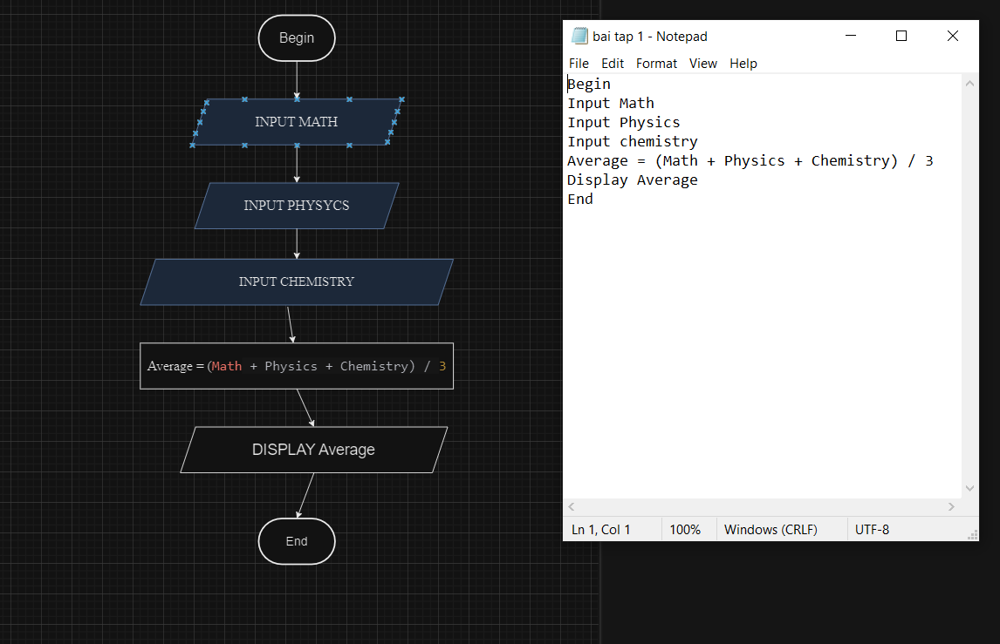 Begin
INPUT MATH
INPUT PHYSYCS
INPUT CHEMISTRY
Average = (Math + Physics + Chemistry) / 3
DISPLAY Average
End
bai tap 1 - Notepad
File Edit Format View Help
Begin
Input Math
Input Physics
Input chemistry
Average = (Math + Physics + Chemistry) / 3
Display Average
End
Ln 1, Col 1 100% Windows (CRLF) UTF-8